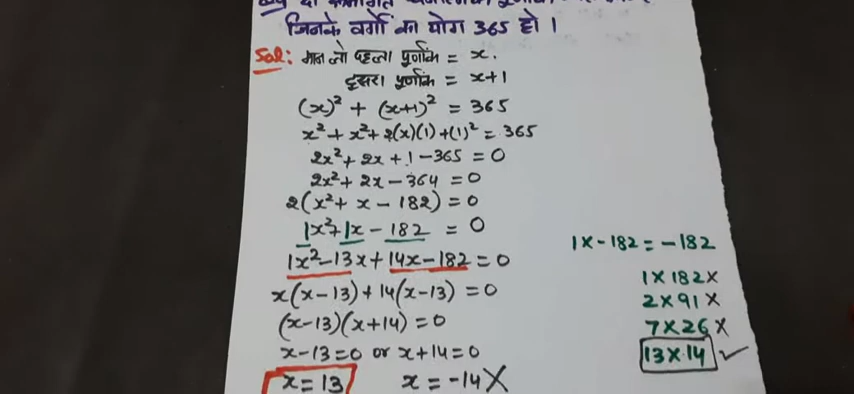 जिनके वर्गों का योग 365 हो ।
Sol: मान लो पहला पूर्णांक = x.
दूसरा पूर्णांक = x+1
(x)² + (x+1)² = 365
x² + x² + 2(x)(1) + (1)² = 365
2x² + 2x + 1 - 365 = 0
2x² + 2x - 364 = 0
2(x² + x - 182) = 0
1x² + 1x - 182 = 0
1x² - 13x + 14x - 182 = 0
x(x-13) + 14(x-13) = 0
(x-13)(x+14) = 0
x-13=0 or x+14=0
x = 13 x = -14 X
1x - 182 = - 182
1 x 182 x
2 x 91 x
7 x 26 x
13 x 14 ✓